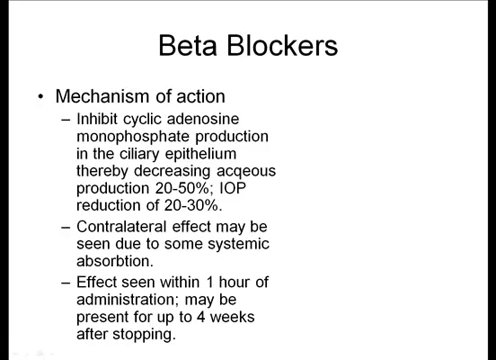 Beta Blockers
• Mechanism of action
– Inhibit cyclic adenosine
monophosphate production
in the ciliary epithelium
thereby decreasing acqeous
production 20-50%; IOP
reduction of 20-30%.
– Contralateral effect may be
seen due to some systemic
absorbtion.
– Effect seen within 1 hour of
administration; may be
present for up to 4 weeks
after stopping.